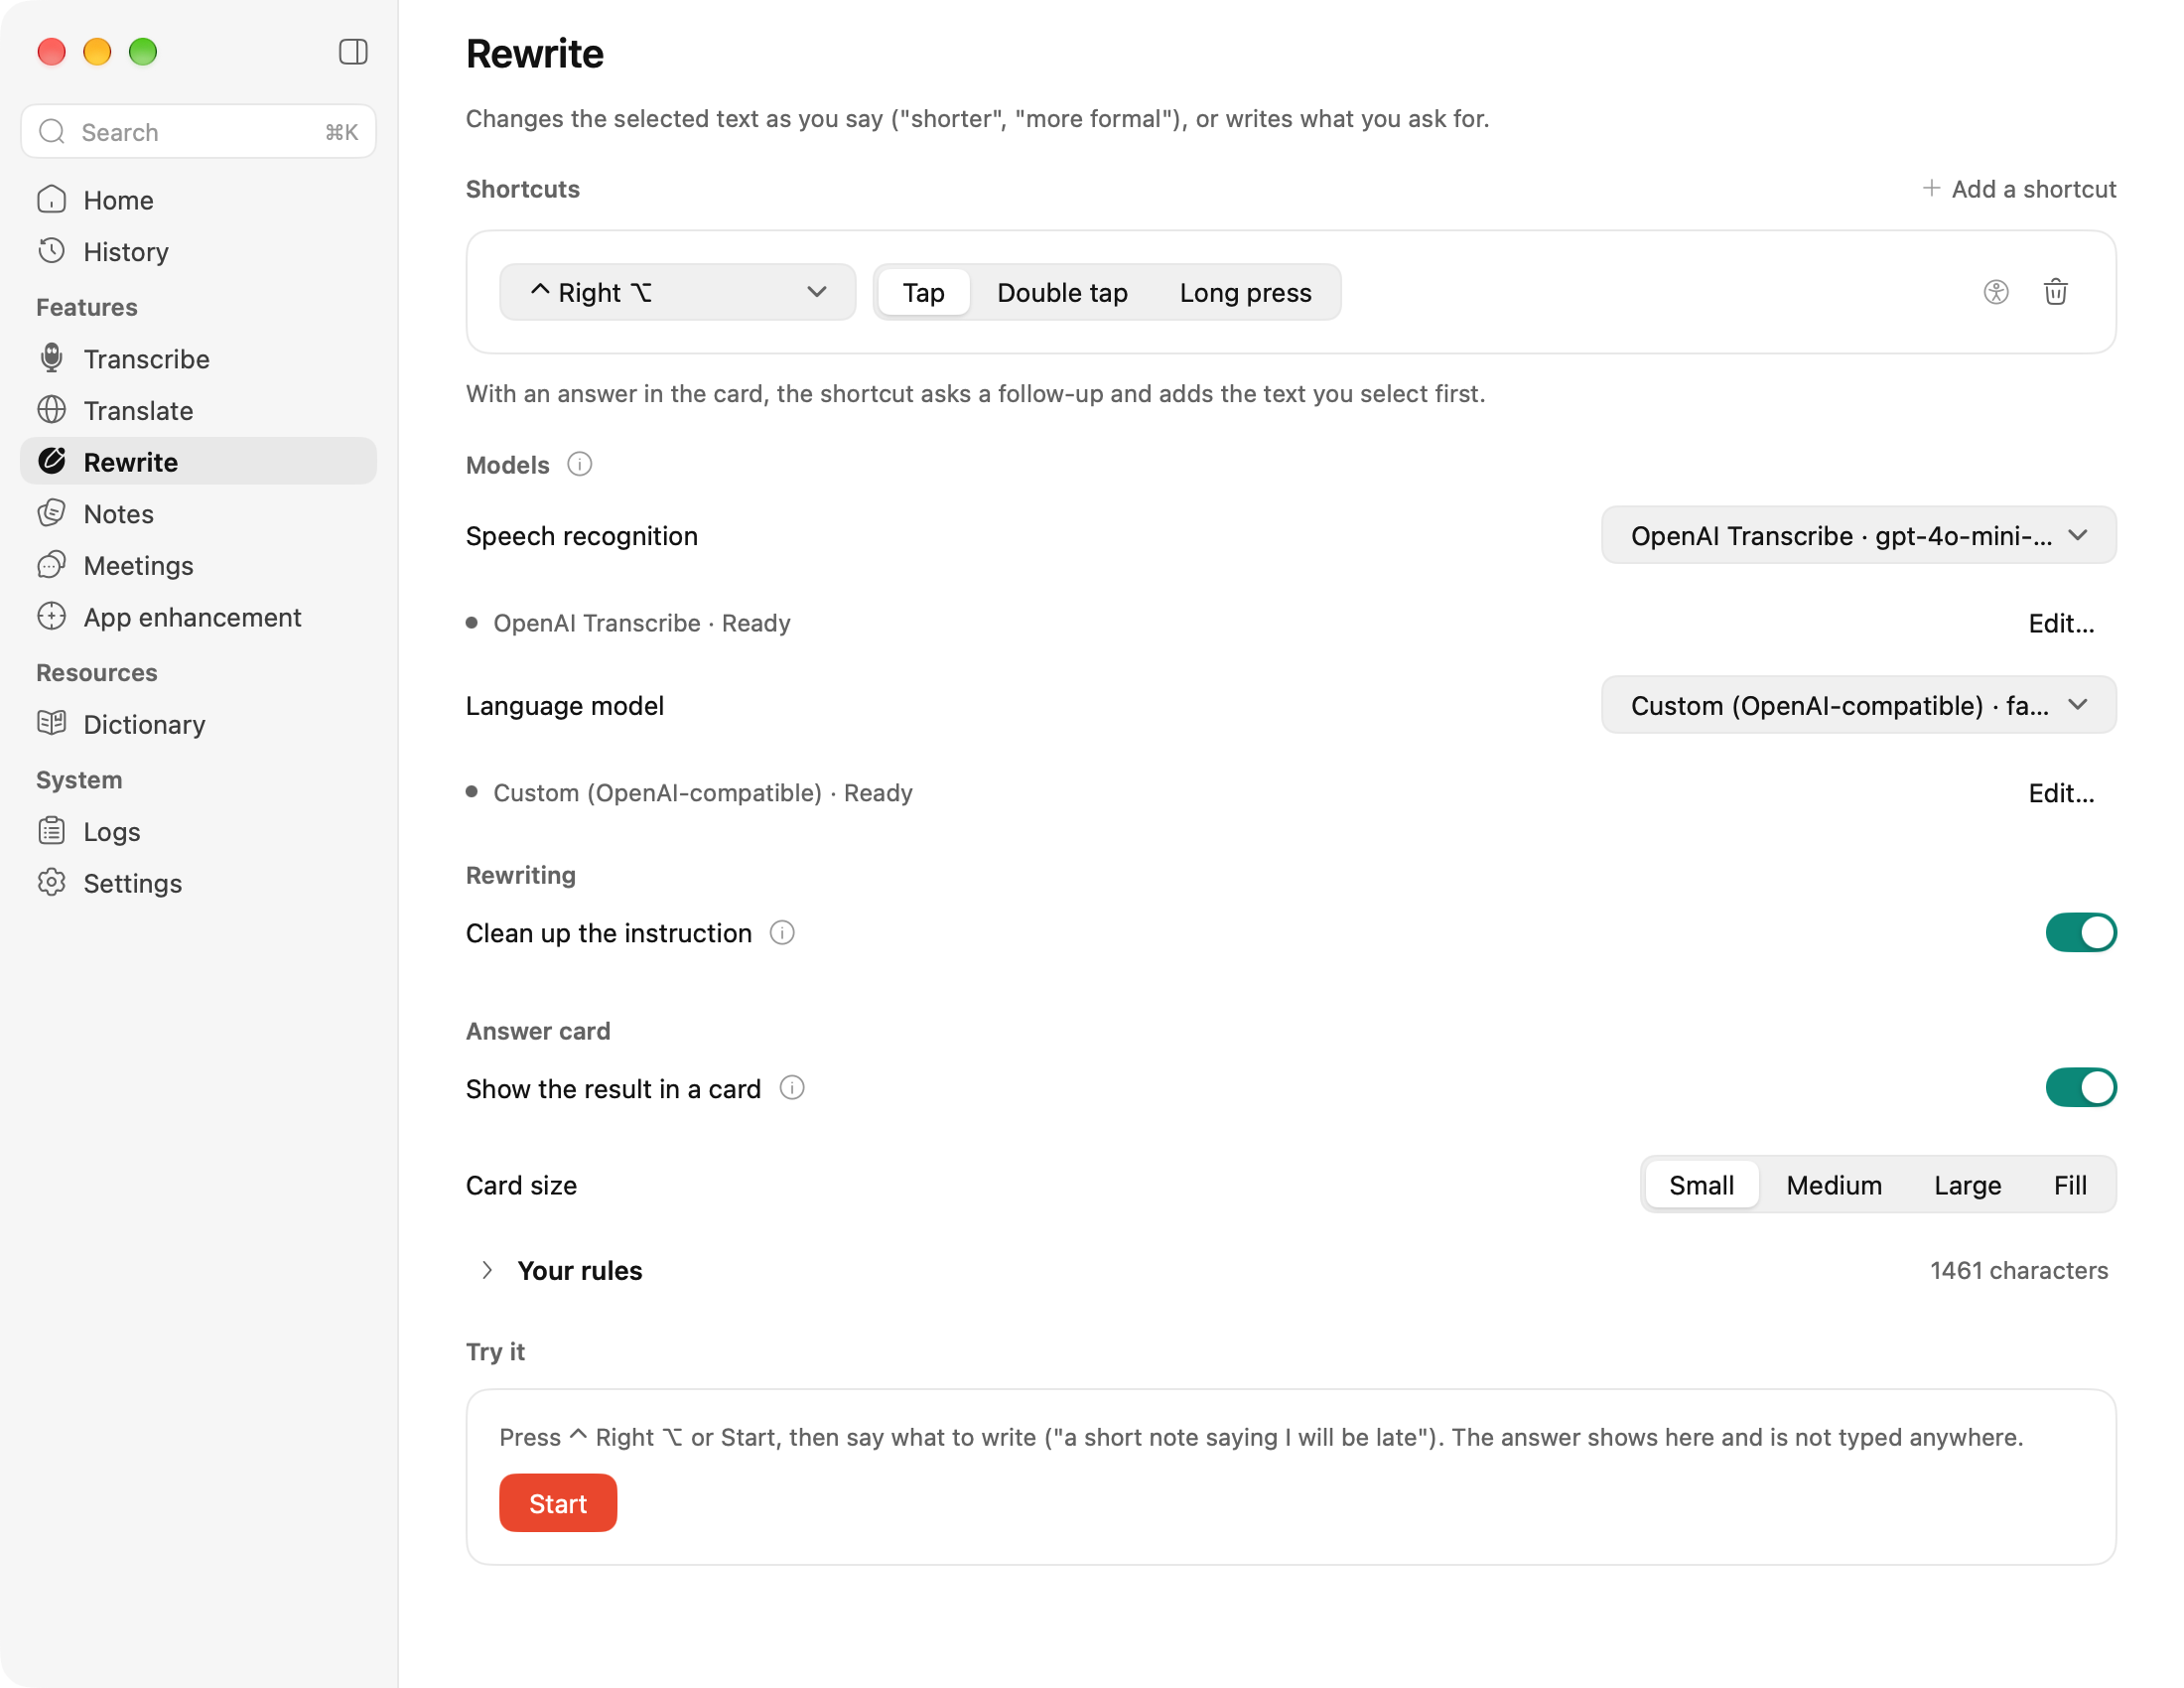 Rewrite
Changes the selected text as you say ("shorter", "more formal"), or writes what you ask for.
Search ⌘K
Home
History
Features
Transcribe
Translate
Rewrite
Notes
Meetings
App enhancement
Resources
Dictionary
System
Logs
Settings
Shortcuts
+ Add a shortcut
^ Right ⌥
Tap Double tap Long press
With an answer in the card, the shortcut asks a follow-up and adds the text you select first.
Models
Speech recognition
OpenAI Transcribe · gpt-4o-mini-...
OpenAI Transcribe · Ready
Edit...
Language model
Custom (OpenAI-compatible) · fa...
Custom (OpenAI-compatible) · Ready
Edit...
Rewriting
Clean up the instruction
Answer card
Show the result in a card
Card size
Small Medium Large Fill
Your rules
1461 characters
Try it
Press ^ Right ⌥ or Start, then say what to write ("a short note saying I will be late"). The answer shows here and is not typed anywhere.
Start